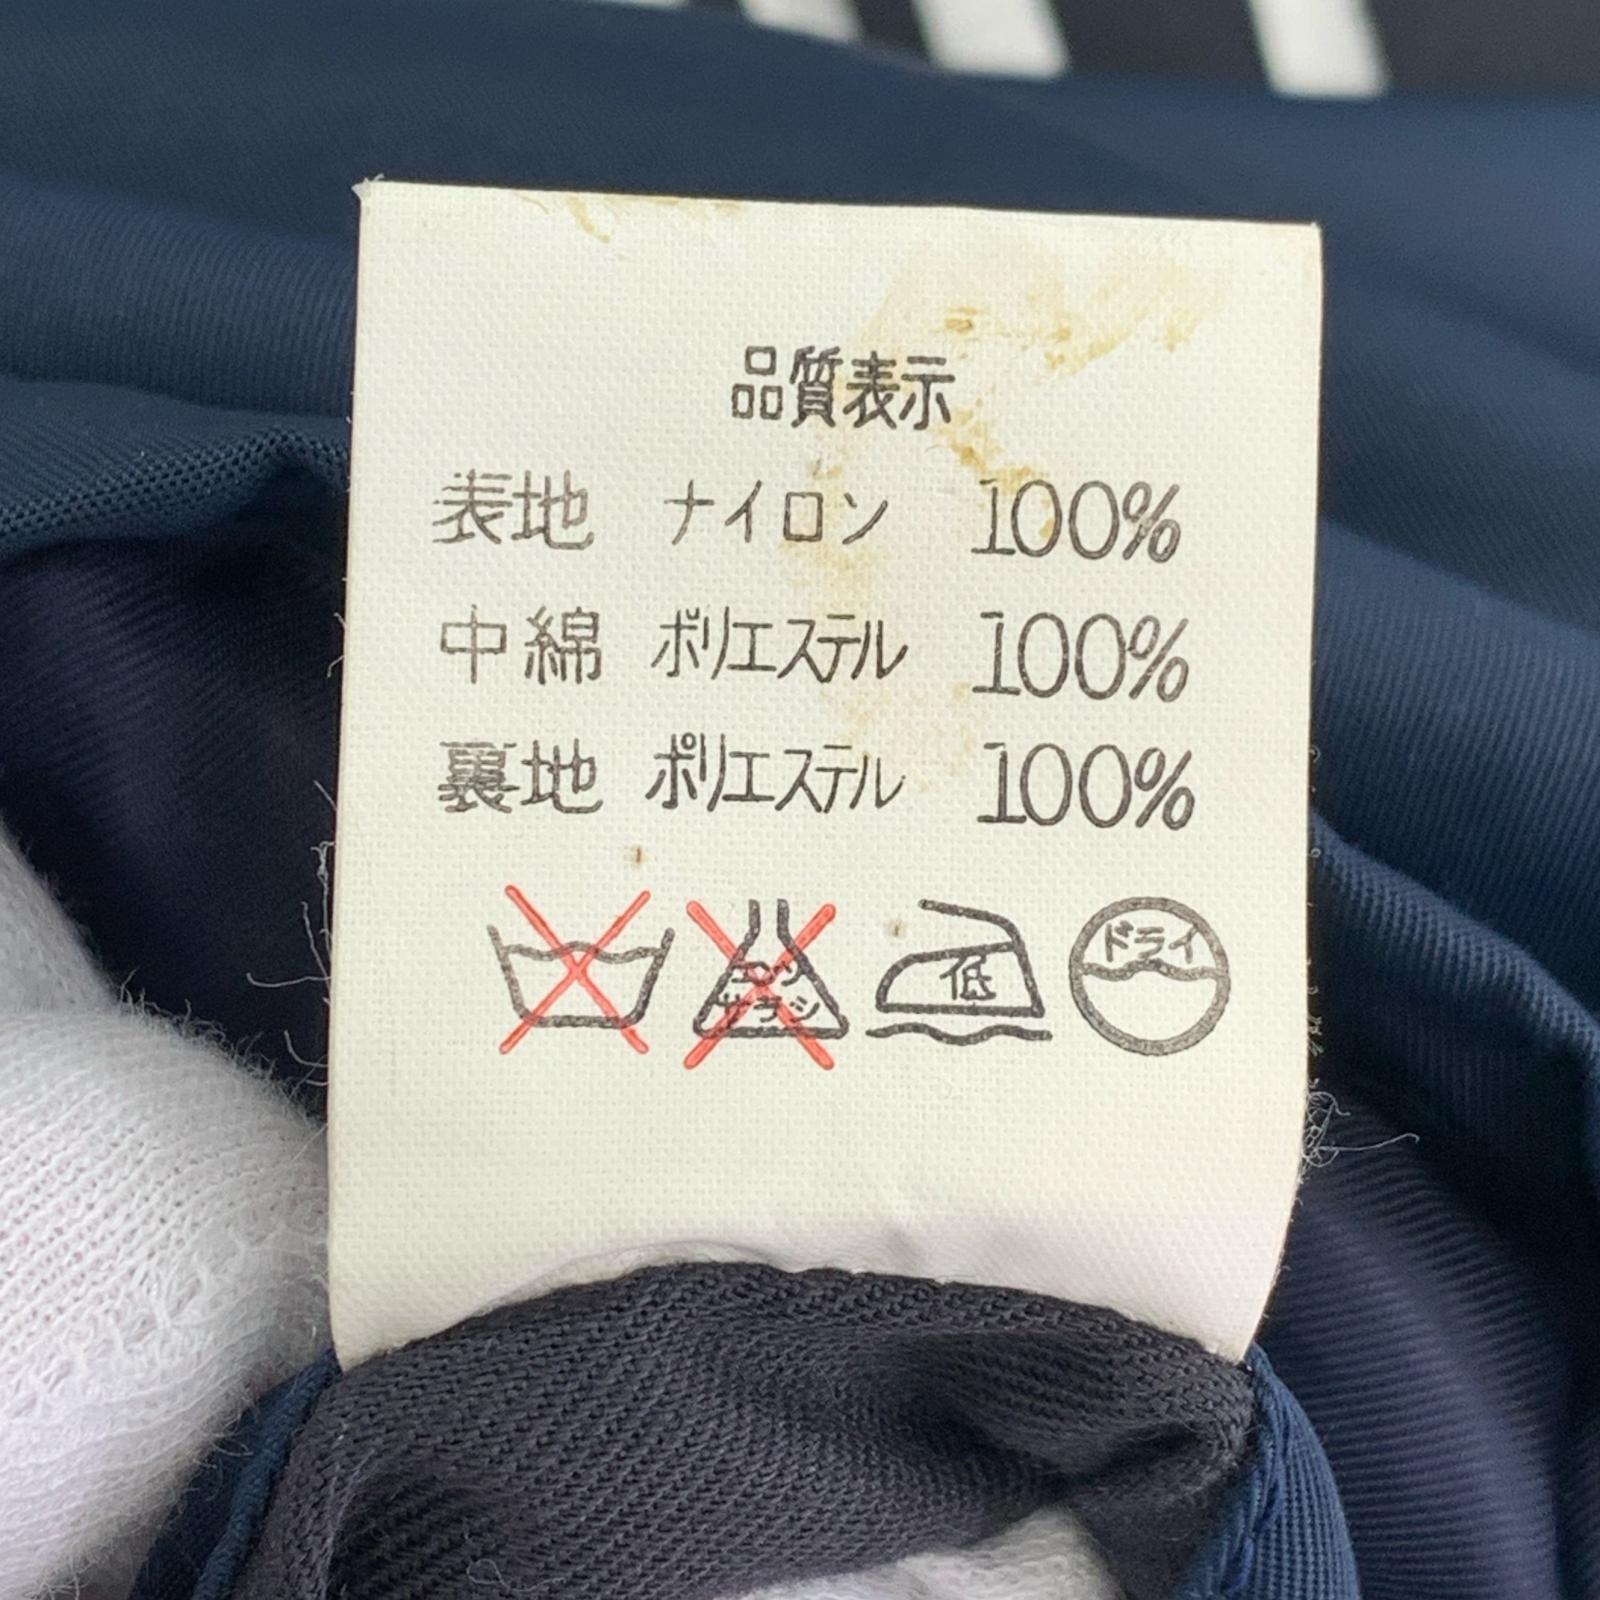 品質表示
表地 ナイロン 100%
中綿 ポリエステル 100%
裏地 ポリエステル 100%
エンソ
サラシ
低
ドライ